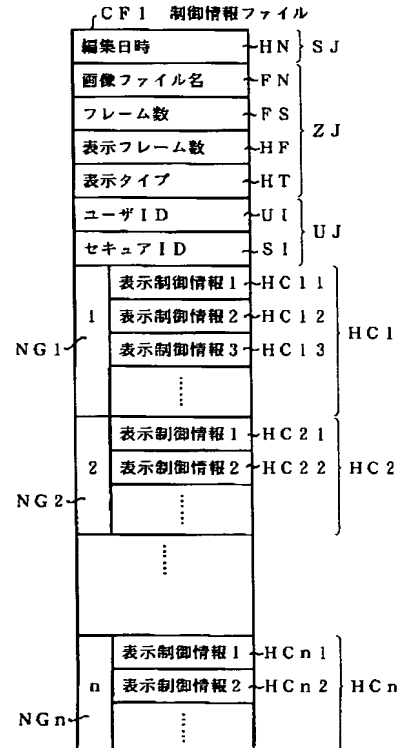 CF1 制御情報ファイル
編集日時 HN SJ
画像ファイル名 FN
フレーム数 FS
ZJ
表示フレーム数 HF
表示タイプ HT
ユーザID UI
UJ
セキュアID SI
表示制御情報1 HC11
1 表示制御情報2 HC12
HC1
NG1 表示制御情報3 HC13
表示制御情報1 HC21
2 表示制御情報2 HC22 HC2
NG2
表示制御情報1 HCn1
n 表示制御情報2 HCn2 HCn
NGn